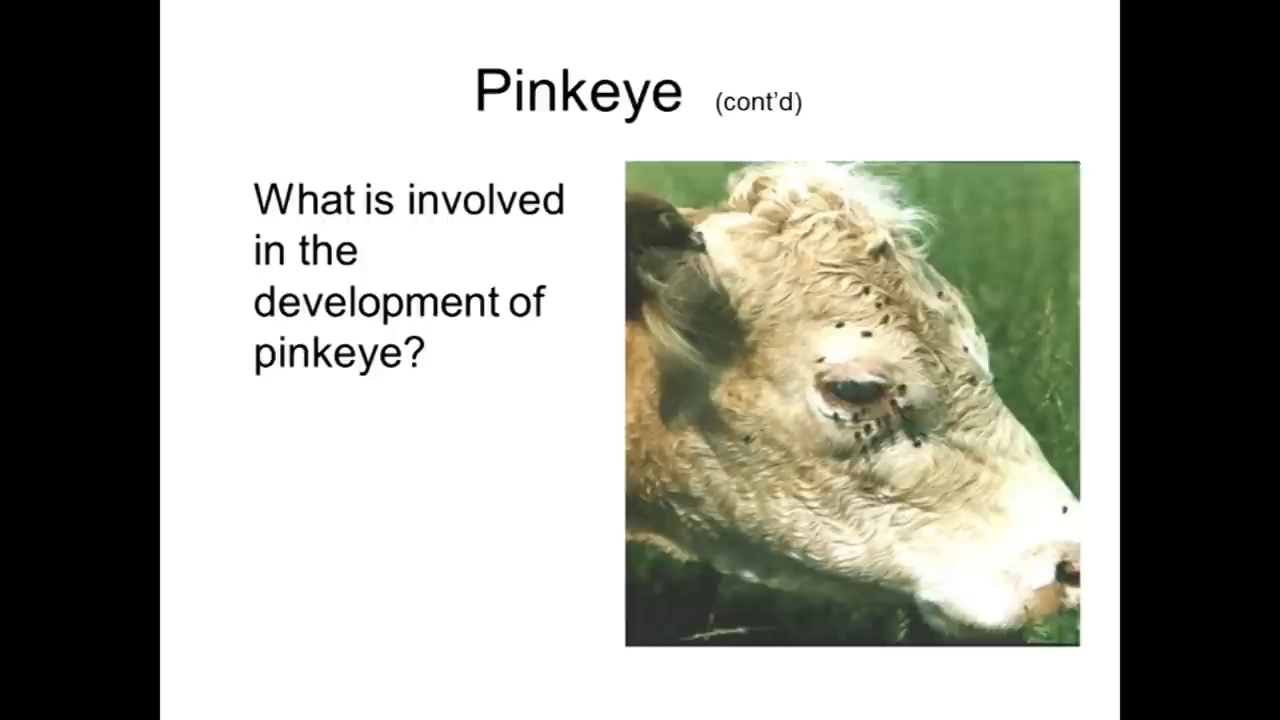 Pinkeye (cont’d)
What is involved
in the
development of
pinkeye?